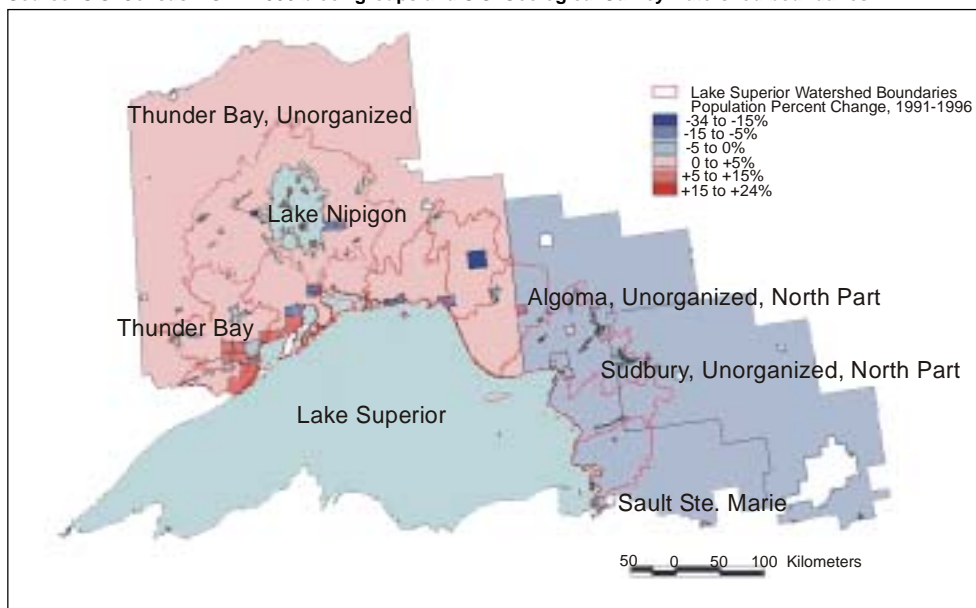 Thunder Bay, Unorganized
Lake Superior Watershed Boundaries
Population Percent Change, 1991-1996
-34 to -15%
-15 to -5%
-5 to 0%
0 to +5%
+5 to +15%
+15 to +24%
Lake Nipigon
Algoma, Unorganized, North Part
Thunder Bay
Sudbury, Unorganized, North Part
Lake Superior
Sault Ste. Marie
50 0 50 100 Kilometers